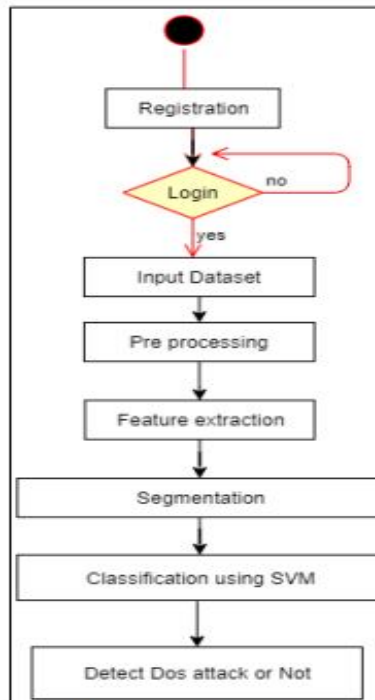 Registration
Login
no
yes
Input Dataset
Pre processing
Feature extraction
Segmentation
Classification using SVM
Detect Dos attack or Not